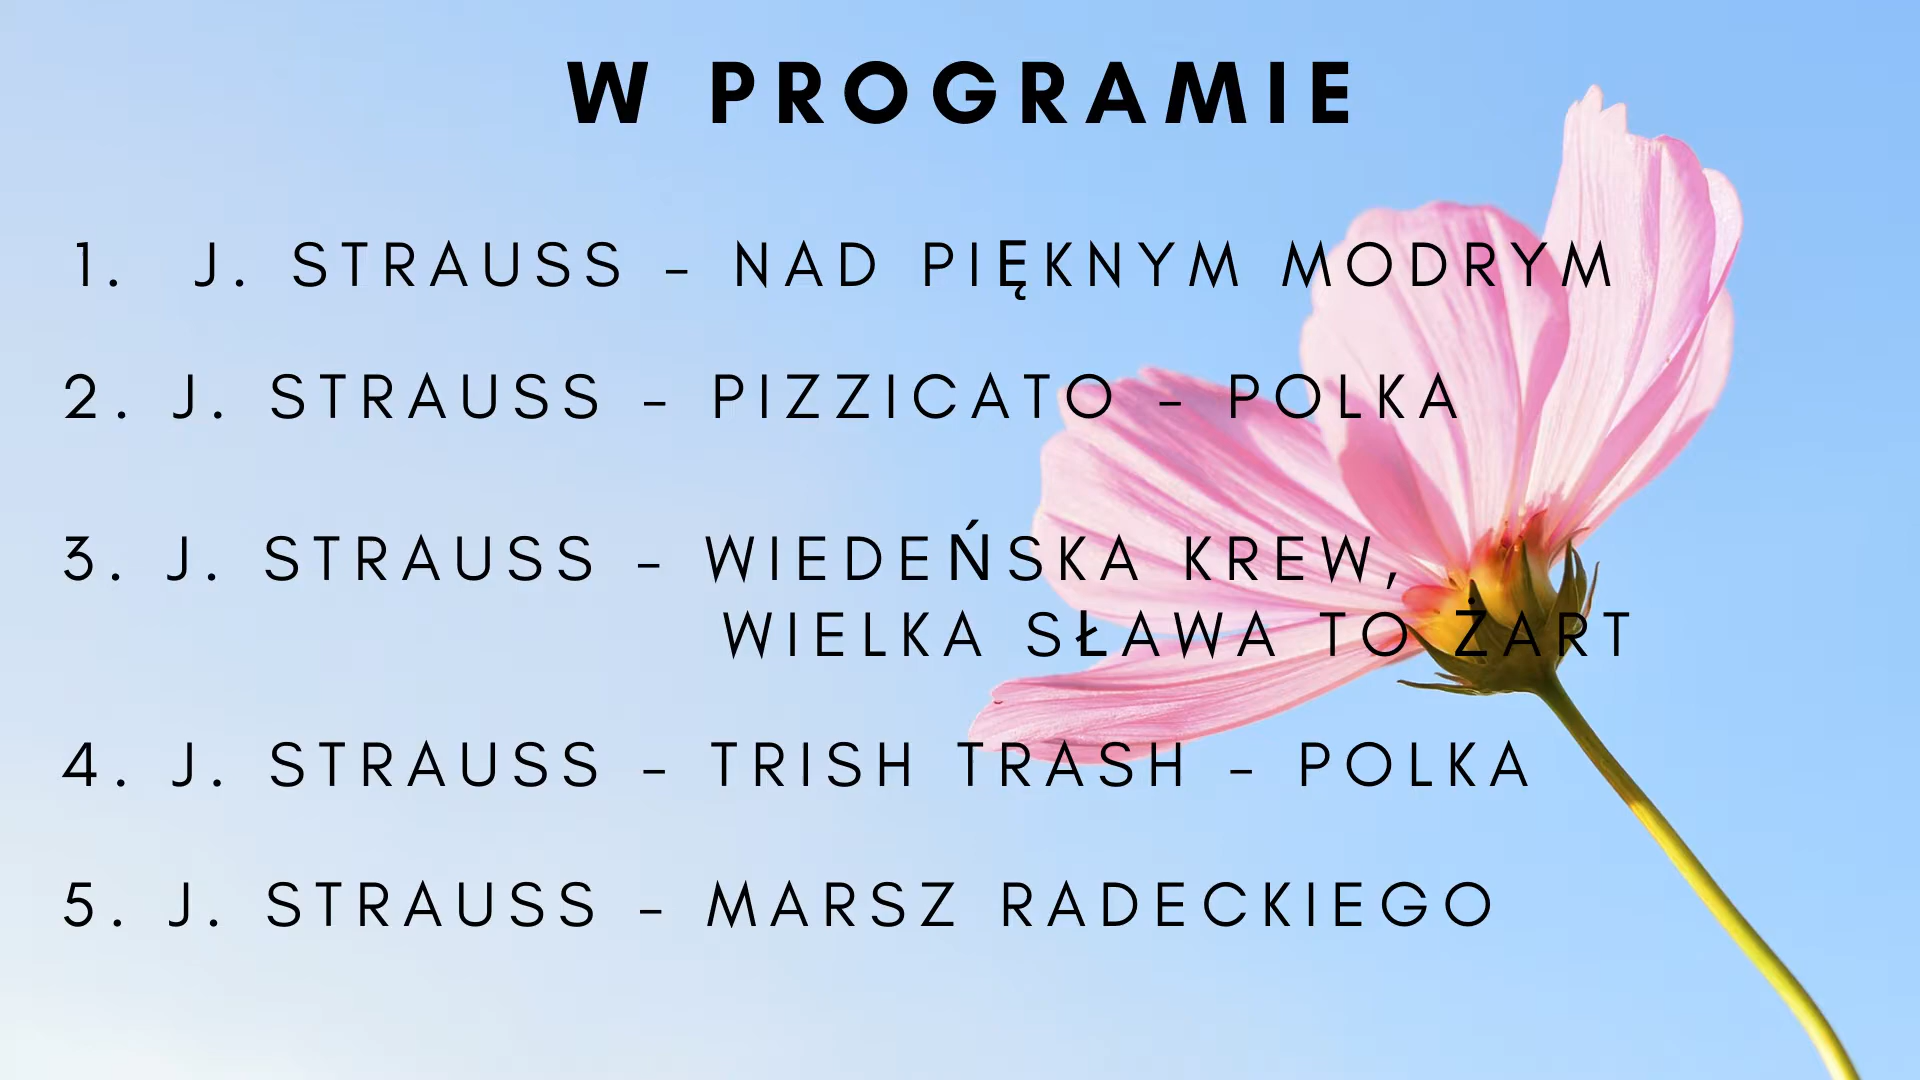 W PROGRAMIE
1. J. STRAUSS - NAD PIĘKNYM MODRYM
2. J. STRAUSS - PIZZICATO - POLKA
3. J. STRAUSS - WIEDEŃSKA KREW,
WIELKA SŁAWA TO ŻART
4. J. STRAUSS - TRISH TRASH - POLKA
5. J. STRAUSS - MARSZ RADECKIEGO